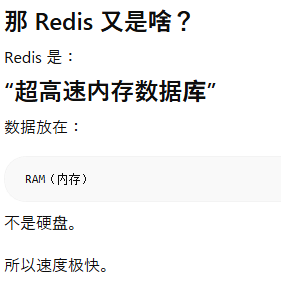 那 Redis 又是啥？
Redis 是：
“超高速内存数据库”
数据放在：
RAM（内存）
不是硬盘。
所以速度极快。